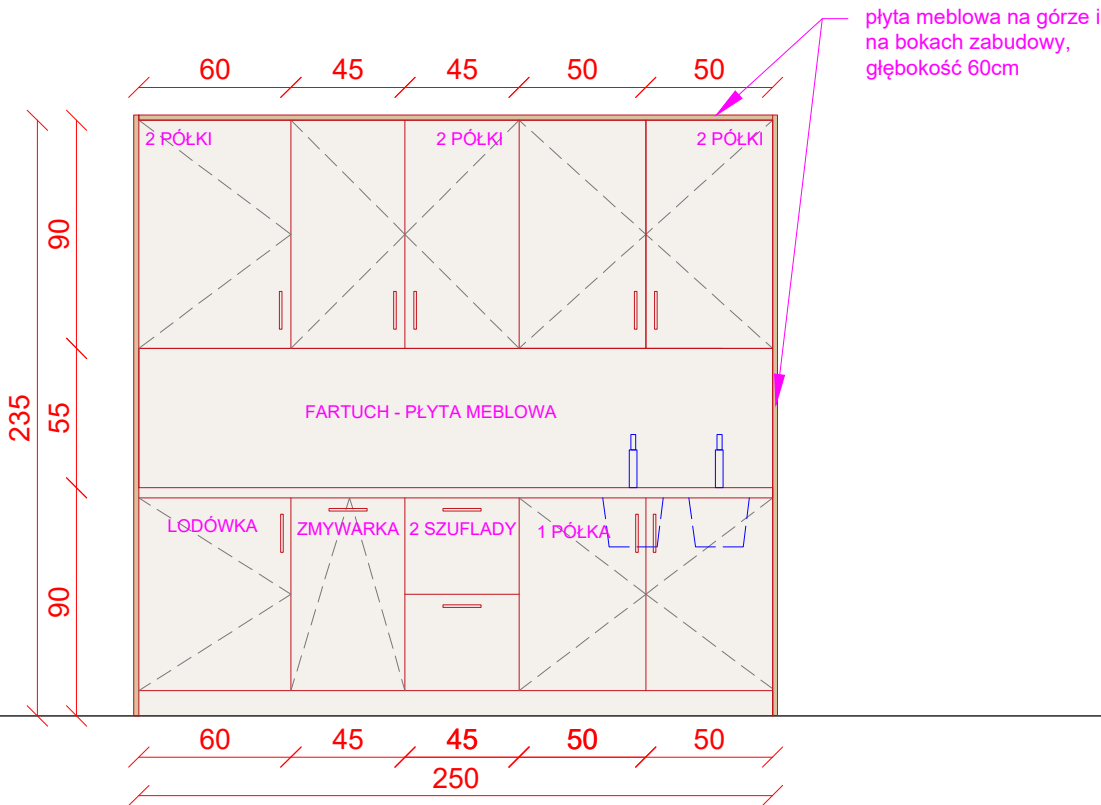 płyta meblowa na górze i
na bokach zabudowy,
głębokość 60cm
60 45 45 50 50
2 PÓŁKI 2 PÓŁKI 2 PÓŁKI
90
235
55
FARTUCH - PŁYTA MEBLOWA
LODÓWKA ZMYWARKA 2 SZUFLADY 1 PÓŁKA
90
60 45 45 50 50
250